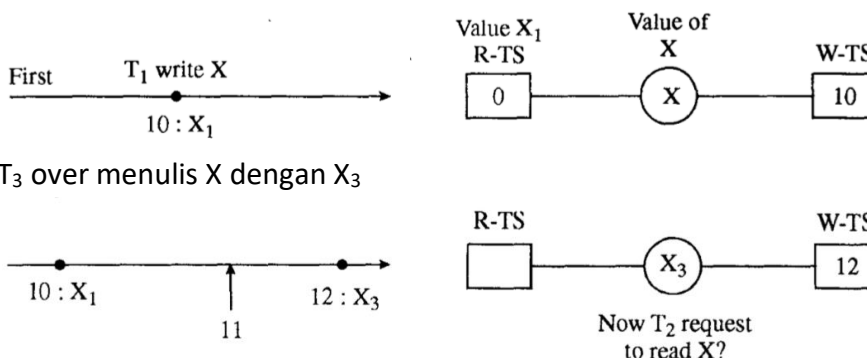 First
T₁ write X
10 : X₁
Value X₁
R-TS
0
Value of
X
X
W-TS
10
T₃ over menulis X dengan X₃
10 : X₁
11
12 : X₃
R-TS
X₃
W-TS
12
Now T₂ request
to read X?